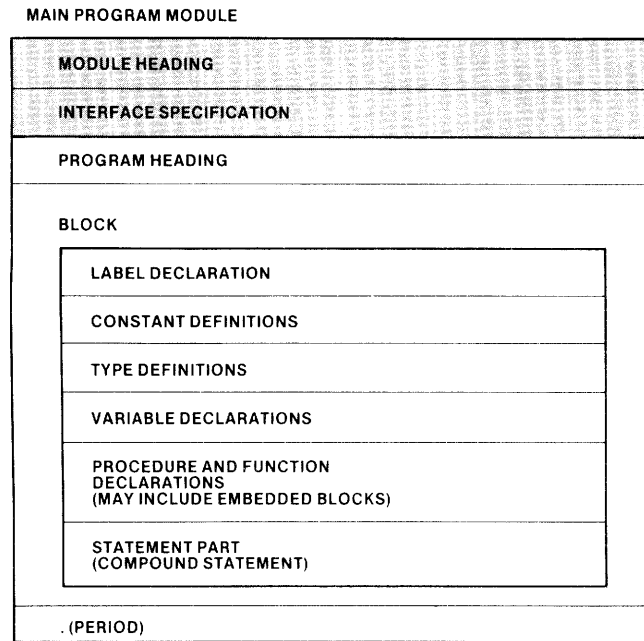 MAIN PROGRAM MODULE
MODULE HEADING
INTERFACE SPECIFICATION
PROGRAM HEADING
BLOCK
LABEL DECLARATION
CONSTANT DEFINITIONS
TYPE DEFINITIONS
VARIABLE DECLARATIONS
PROCEDURE AND FUNCTION
DECLARATIONS
(MAY INCLUDE EMBEDDED BLOCKS)
STATEMENT PART
(COMPOUND STATEMENT)
. (PERIOD)